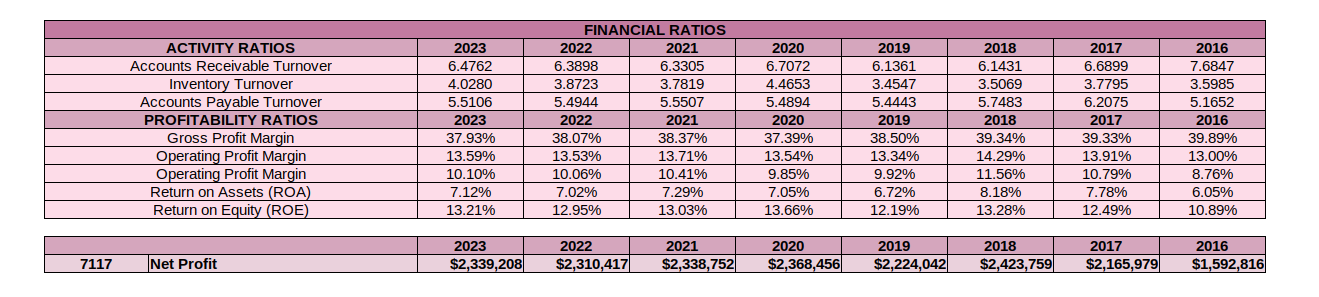 FINANCIAL RATIOS
ACTIVITY RATIOS 2023 2022 2021 2020 2019 2018 2017 2016
Accounts Receivable Turnover 6.4762 6.3898 6.3305 6.7072 6.1361 6.1431 6.6899 7.6847
Inventory Turnover 4.0280 3.8723 3.7819 4.4653 3.4547 3.5069 3.7795 3.5985
Accounts Payable Turnover 5.5106 5.4944 5.5507 5.4894 5.4443 5.7483 6.2075 5.1652
PROFITABILITY RATIOS 2023 2022 2021 2020 2019 2018 2017 2016
Gross Profit Margin 37.93% 38.07% 38.37% 37.39% 38.50% 39.34% 39.33% 39.89%
Operating Profit Margin 13.59% 13.53% 13.71% 13.54% 13.34% 14.29% 13.91% 13.00%
Operating Profit Margin 10.10% 10.06% 10.41% 9.85% 9.92% 11.56% 10.79% 8.76%
Return on Assets (ROA) 7.12% 7.02% 7.29% 7.05% 6.72% 8.18% 7.78% 6.05%
Return on Equity (ROE) 13.21% 12.95% 13.03% 13.66% 12.19% 13.28% 12.49% 10.89%
2023 2022 2021 2020 2019 2018 2017 2016
7117 Net Profit $2,339,208 $2,310,417 $2,338,752 $2,368,456 $2,224,042 $2,423,759 $2,165,979 $1,592,816